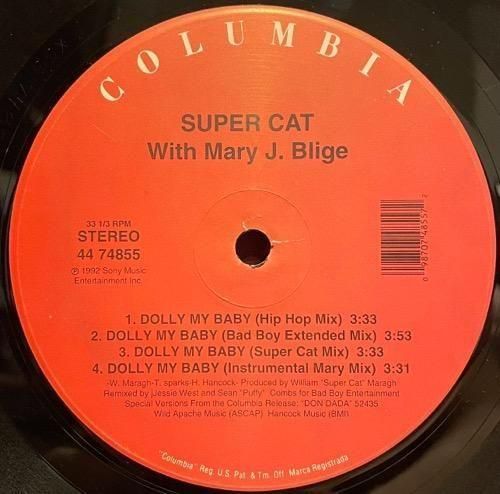 COLUMBIA
SUPER CAT
With Mary J. Blige
33 1/3 RPM
STEREO
44 74855
℗ 1992 Sony Music
Entertainment Inc.
0 98707 48557 2
1. DOLLY MY BABY (Hip Hop Mix) 3:33
2. DOLLY MY BABY (Bad Boy Extended Mix) 3:53
3. DOLLY MY BABY (Super Cat Mix) 3:33
4. DOLLY MY BABY (Instrumental Mary Mix) 3:31
-W. Maragh-T. sparks-H. Hancock- Produced by William "Super Cat" Maragh
Remixed by jJessie West and Sean "Puffy" Combs for Bad Boy Entertainment
Special Versions From the Columbia Release: "DON DADA" 52435
Wild Apache Music (ASCAP) Hancock Music (BMI)
"Columbia" Reg. U.S. Pat. & Tm. Off. Marca Registrada